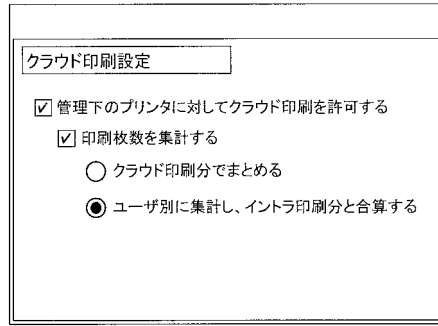 クラウド印刷設定
管理下のプリンタに対してクラウド印刷を許可する
印刷枚数を集計する
クラウド印刷分でまとめる
ユーザ別に集計し、イントラ印刷分と合算する